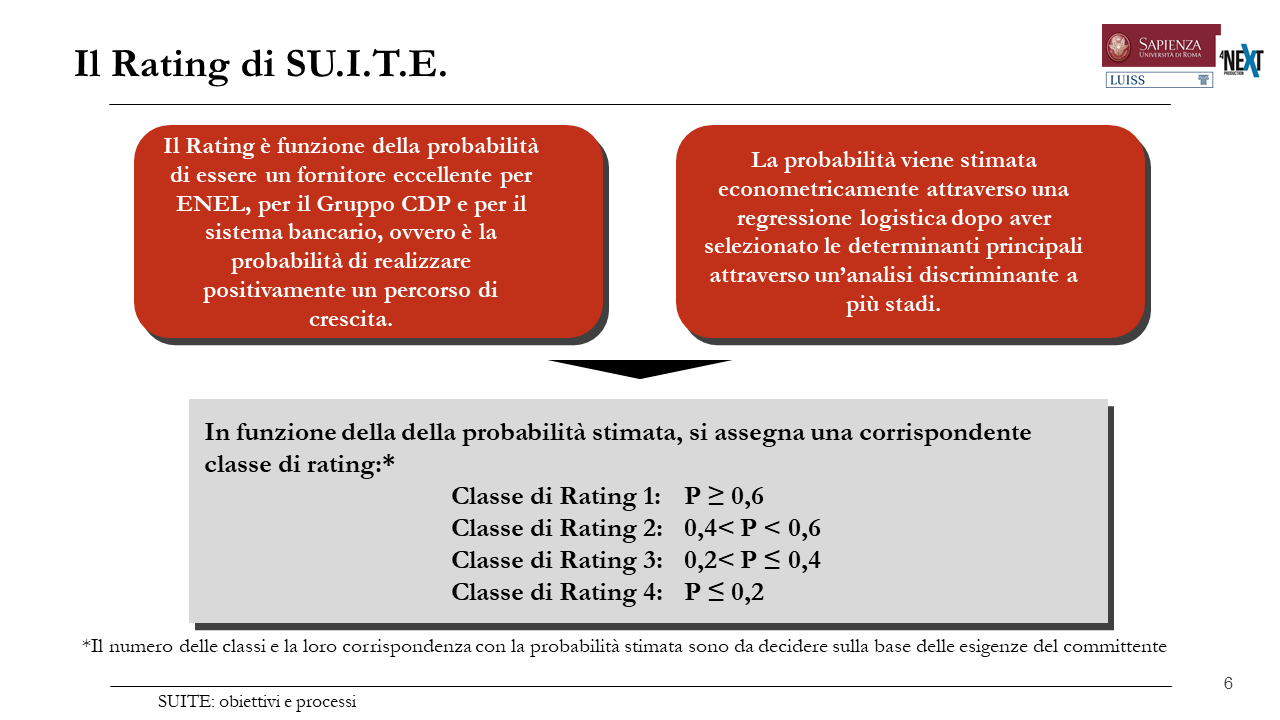 Il Rating di SU.I.T.E.
SAPIENZA
UNIVERSITÀ DI ROMA
LUISS
4NEXT
PRODUCTION
Il Rating è funzione della probabilità
di essere un fornitore eccellente per
ENEL, per il Gruppo CDP e per il
sistema bancario, ovvero è la
probabilità di realizzare
positivamente un percorso di
crescita.
La probabilità viene stimata
econometricamente attraverso una
regressione logistica dopo aver
selezionato le determinanti principali
attraverso un’analisi discriminante a
più stadi.
In funzione della della probabilità stimata, si assegna una corrispondente
classe di rating:*
Classe di Rating 1: P ≥ 0,6
Classe di Rating 2: 0,4< P < 0,6
Classe di Rating 3: 0,2< P ≤ 0,4
Classe di Rating 4: P ≤ 0,2
*Il numero delle classi e la loro corrispondenza con la probabilità stimata sono da decidere sulla base delle esigenze del committente
6
SUITE: obiettivi e processi